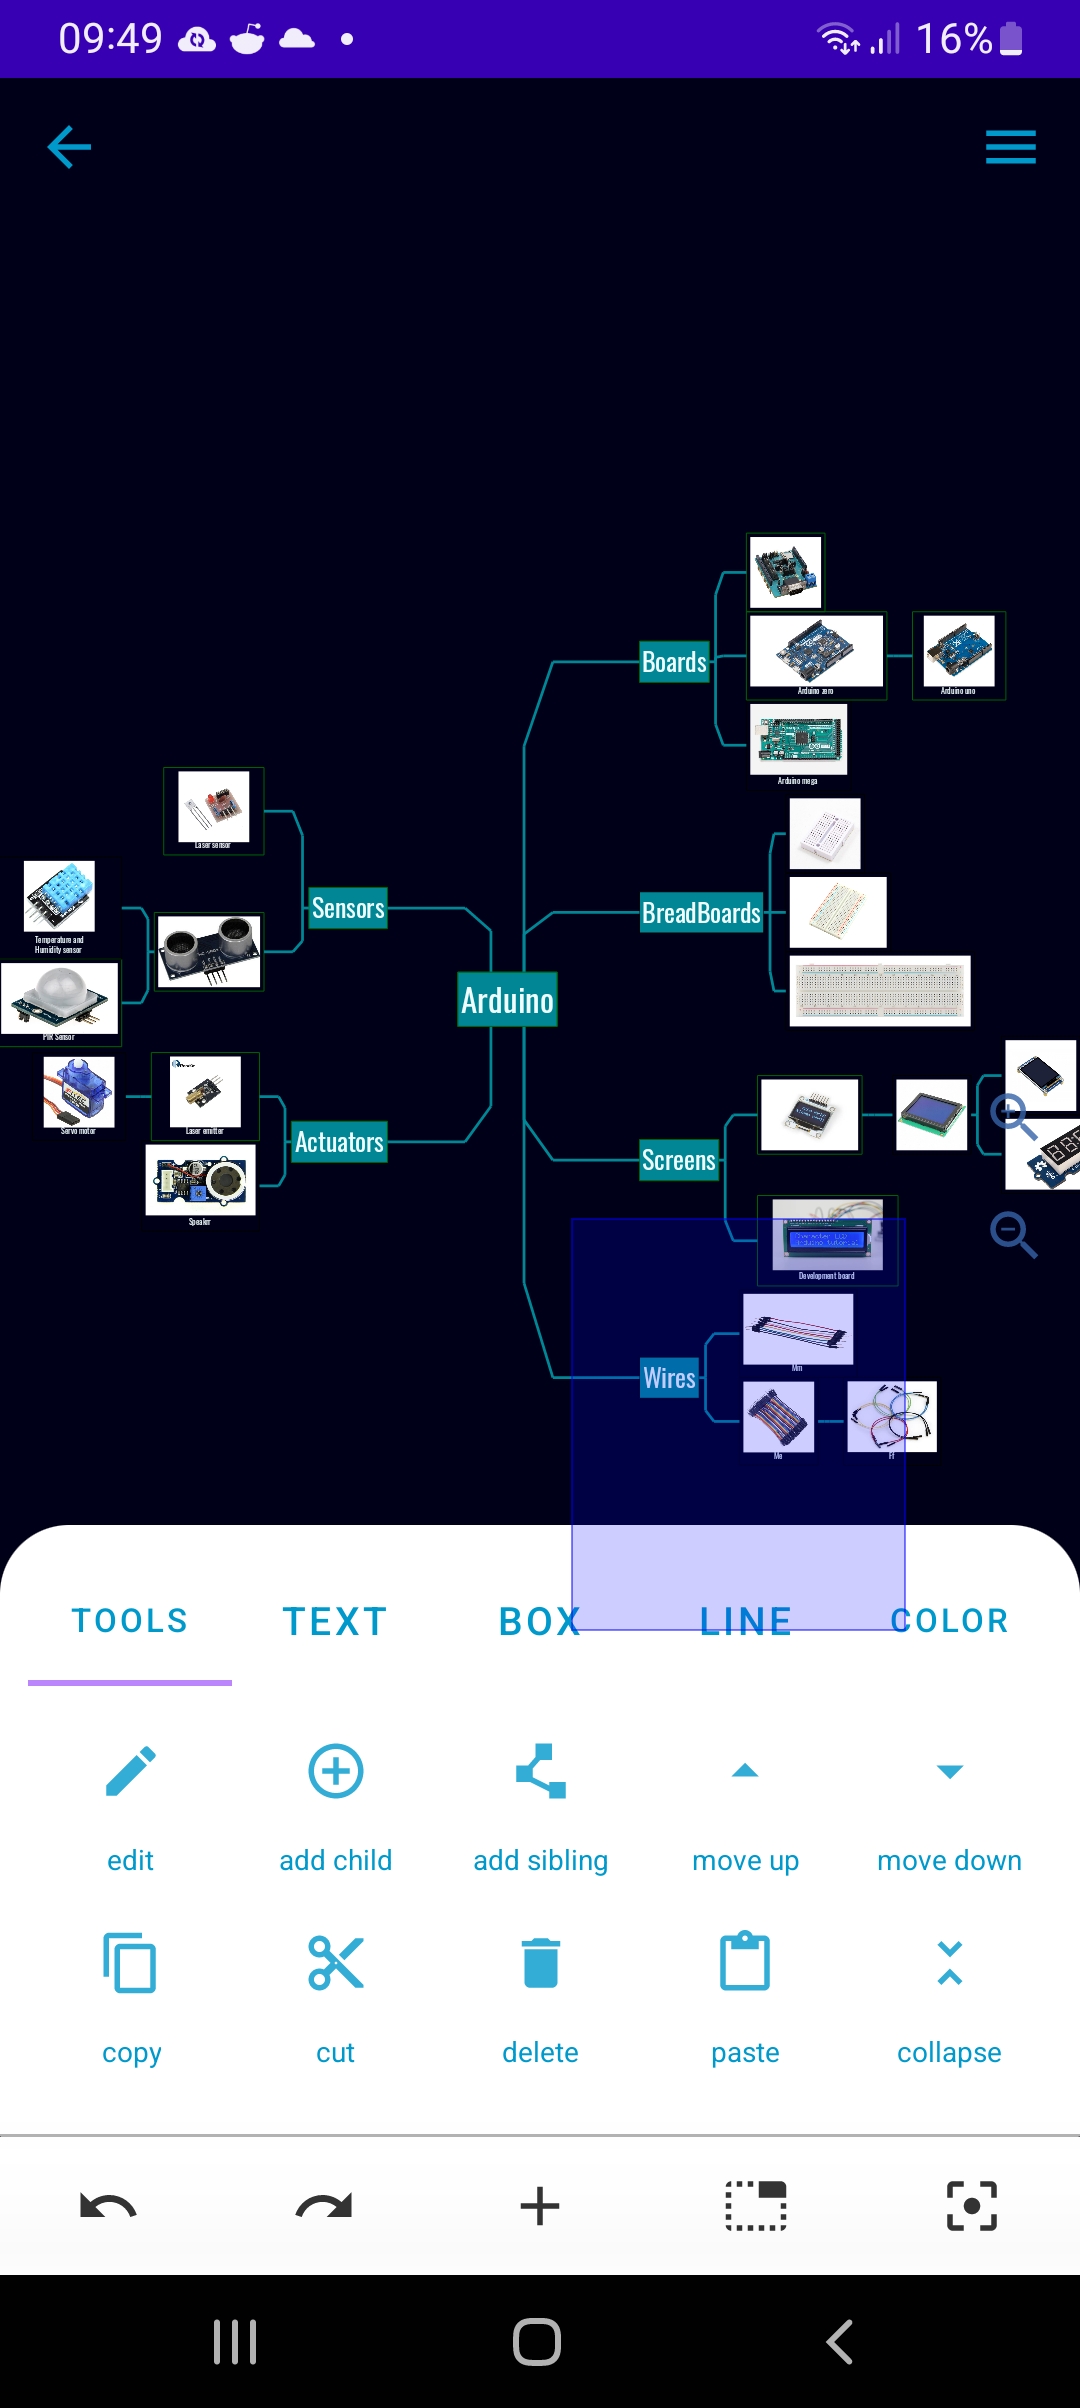 09:49
16%
Boards
Arduino zero
Arduino uno
Arduino mega
Laser sensor
Sensors
Temperature and
Humidity sensor
BreadBoards
PIR Sensor
Arduino
Servo motor
Laser emitter
Actuators
Screens
Speaker
Development board
Mm
Wires
Me
TOOLS
TEXT
BOX
LINE
COLOR
edit
add child
add sibling
move up
move down
copy
cut
delete
paste
collapse